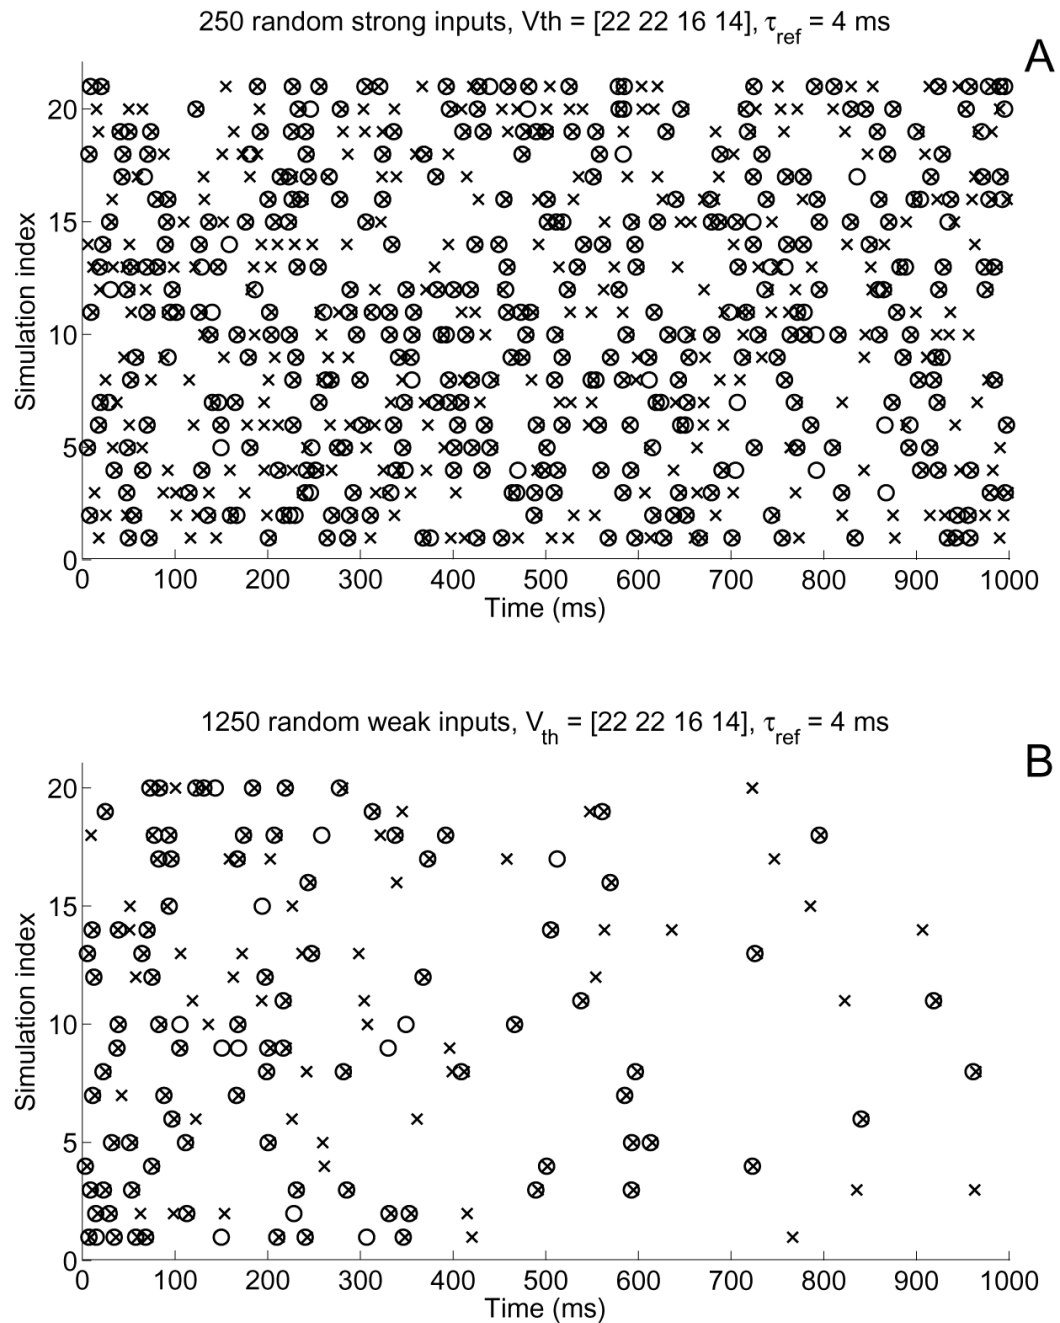 250 random strong inputs, Vth = [22 22 16 14], τref = 4 ms
A
Simulation index
20
15
10
5
0
0 100 200 300 400 500 600 700 800 900 1000
Time (ms)
1250 random weak inputs, Vth = [22 22 16 14], τref = 4 ms
B
Simulation index
20
15
10
5
0
0 100 200 300 400 500 600 700 800 900 1000
Time (ms)